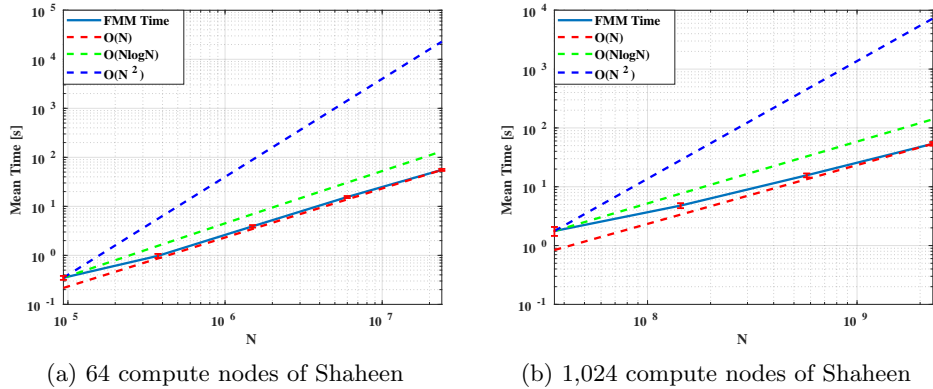 10^5
10^4
10^3
10^2
10^1
10^0
10^-1
Mean Time [s]
FMM Time
O(N)
O(NlogN)
O(N^2)
10^5
10^6
10^7
N
(a) 64 compute nodes of Shaheen
10^4
10^3
10^2
10^1
10^0
10^-1
Mean Time [s]
FMM Time
O(N)
O(NlogN)
O(N^2)
10^8
10^9
N
(b) 1,024 compute nodes of Shaheen